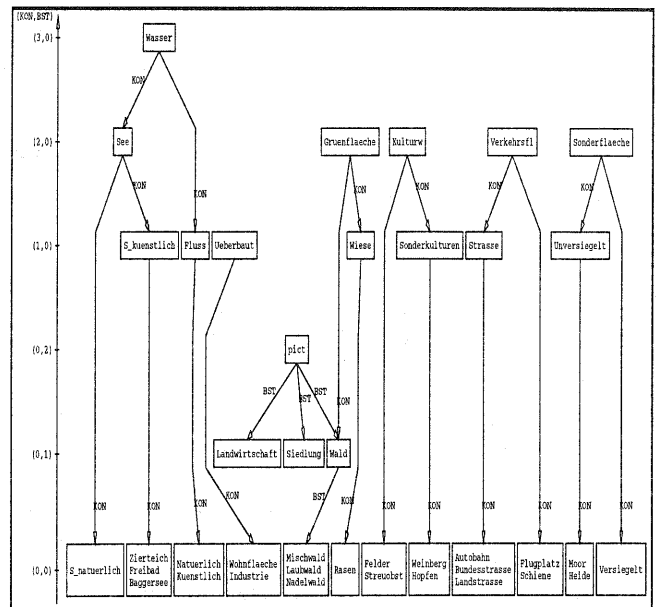 (KON,BST)
(3,0)
Wasser
KON
(2,0)
See
Gruenflaeche
Kulturw
Verkehrsfl
Sonderflaeche
KON
KON
KON
KON
KON
(1,0)
S_kuenstlich
Fluss
Ueberbaut
Wiese
Sonderkulturen
Strasse
Unversiegelt
(0,2)
pict
BST
BST
BST
KON
(0,1)
Landwirtschaft
Siedlung
Wald
KON
KON
KON
KON
BST
KON
KON
KON
KON
KON
KON
KON
(0,0)
S_natuerlich
Zierteich
Freibad
Baggersee
Natuerlich
Kuenstlich
Wohnflaeche
Industrie
Mischwald
Laubwald
Nadelwald
Rasen
Felder
Streuobst
Weinberg
Hopfen
Autobahn
Bundesstrasse
Landstrasse
Flugplatz
Schiene
Moor
Heide
Versiegelt